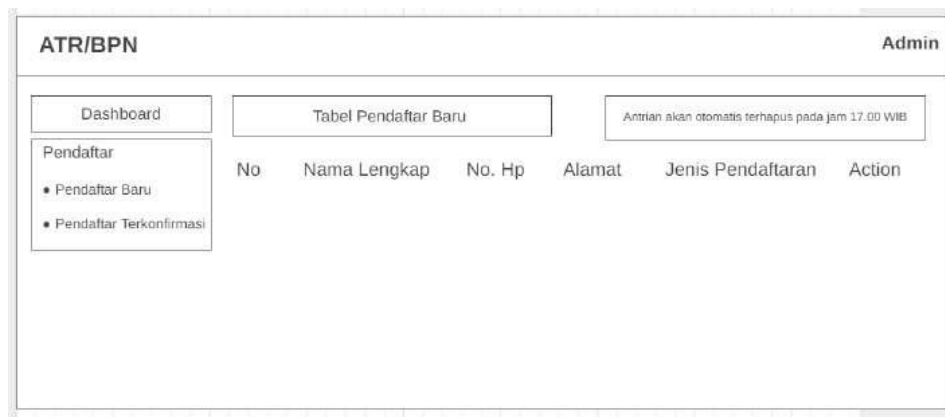 ATR/BPN
Admin
Dashboard
Tabel Pendaftar Baru
Antrian akan otomatis terhapus pada jam 17.00 WIB
Pendaftar
• Pendaftar Baru
• Pendaftar Terkonfirmasi
No Nama Lengkap No. Hp Alamat Jenis Pendaftaran Action